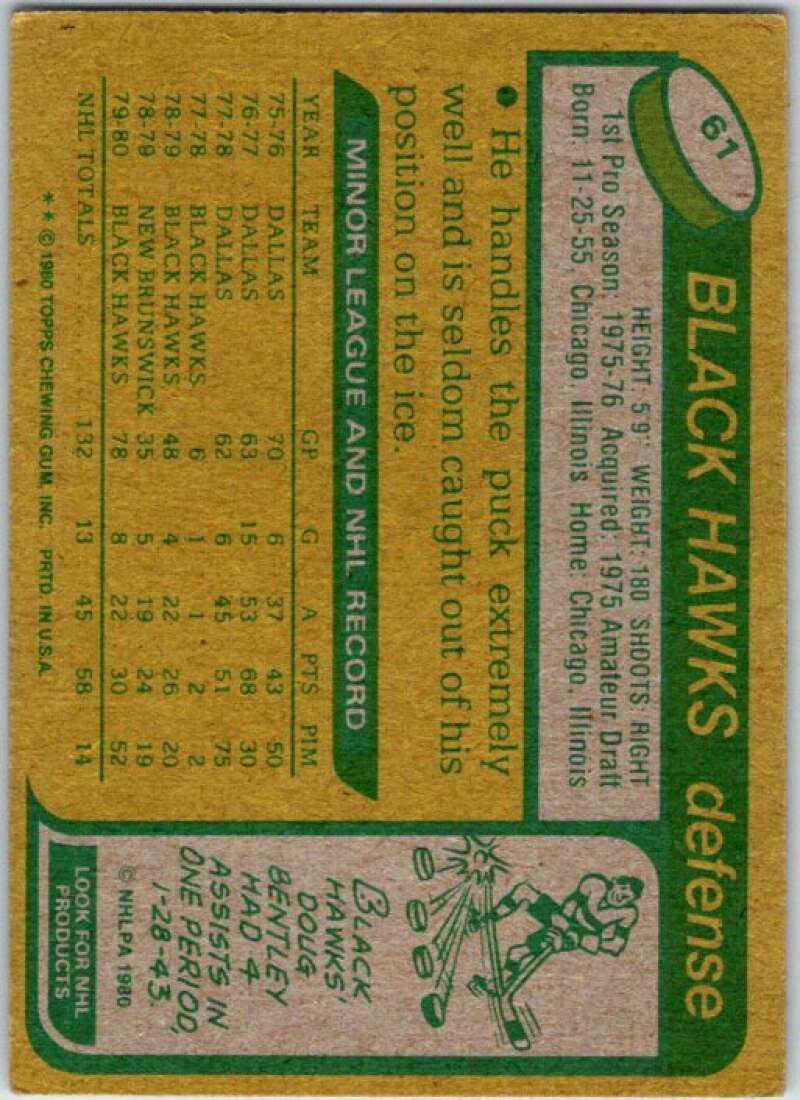 61
BLACK HAWKS defense
HEIGHT: 5'9" WEIGHT: 180 SHOOTS: RIGHT
1st Pro Season: 1975-76 Acquired: 1975 Amateur Draft
Born: 11-25-55, Chicago, Illinois Home: Chicago, Illinois
• He handles the puck extremely
well and is seldom caught out of his
position on the ice.
MINOR LEAGUE AND NHL RECORD
YEAR TEAM GP G A PTS PIM
75-76 DALLAS 70 6 37 43 50
76-77 DALLAS 63 15 53 68 30
77-78 DALLAS 62 6 45 51 75
77-78 BLACK HAWKS 6 1 1 2 2
78-79 BLACK HAWKS 48 4 22 26 20
78-79 NEW BRUNSWICK 35 5 19 24 19
79-80 BLACK HAWKS 78 8 22 30 52
NHL TOTALS 132 13 45 58 14
* * © 1980 TOPPS CHEWING GUM, INC. PRTD. IN U.S.A.
BLACK
HAWKS'
DOUG
BENTLEY
HAD 4
ASSISTS IN
ONE PERIOD,
1-28-43.
© NHLPA 1980
LOOK FOR NHL
PRODUCTS